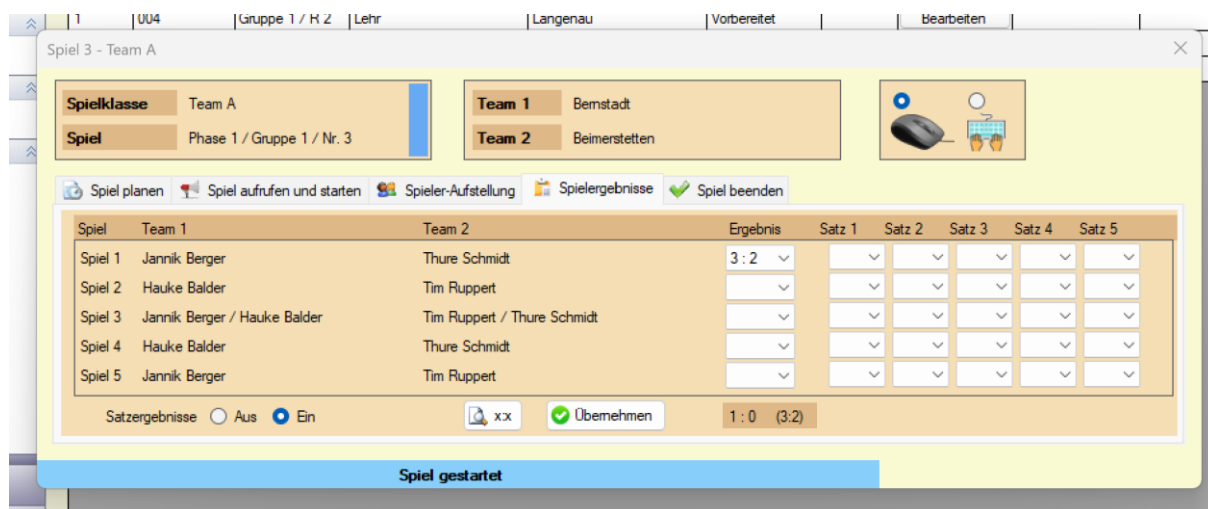 1 004 Gruppe 1 / R 2 Lehr Langenau Vorbereitet Bearbeiten
Spiel 3 - Team A
Spielklasse Team A
Spiel Phase 1 / Gruppe 1 / Nr. 3
Team 1 Bernstadt
Team 2 Beimerstetten
Spiel planen Spiel aufrufen und starten Spieler-Aufstellung Spielergebnisse Spiel beenden
Spiel Team 1 Team 2 Ergebnis Satz 1 Satz 2 Satz 3 Satz 4 Satz 5
Spiel 1 Jannik Berger Thure Schmidt 3 : 2
Spiel 2 Hauke Balder Tim Ruppert
Spiel 3 Jannik Berger / Hauke Balder Tim Ruppert / Thure Schmidt
Spiel 4 Hauke Balder Thure Schmidt
Spiel 5 Jannik Berger Tim Ruppert
Satzergebnisse Aus Ein x:x Übernehmen 1 : 0 (3:2)
Spiel gestartet